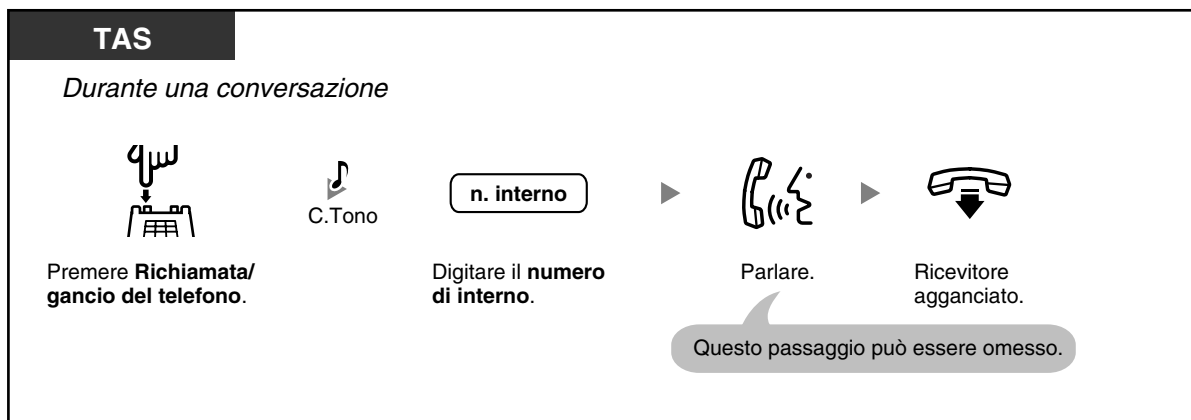 TAS
Durante una conversazione
C.Tono
n. interno
Premere Richiamata/
gancio del telefono.
Digitare il numero
di interno.
Parlare.
Ricevitore
agganciato.
Questo passaggio può essere omesso.